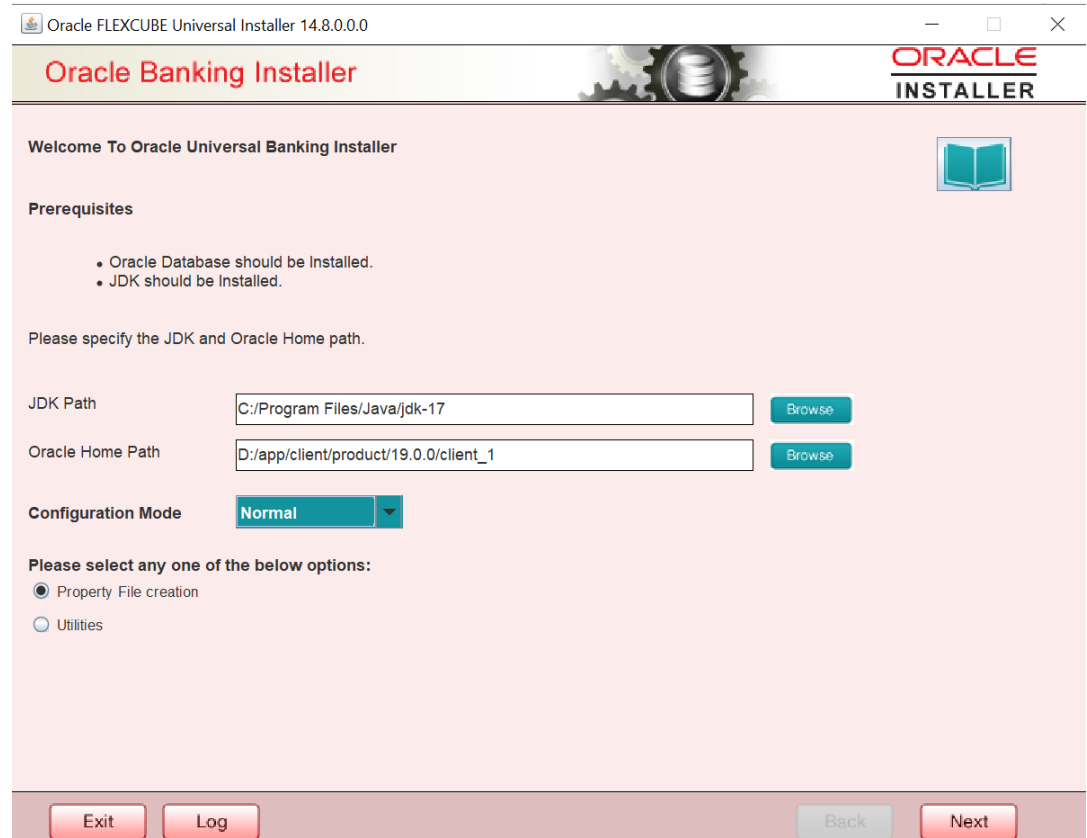 Oracle FLEXCUBE Universal Installer 14.8.0.0.0
Oracle Banking Installer
ORACLE
INSTALLER
Welcome To Oracle Universal Banking Installer
Prerequisites
• Oracle Database should be Installed.
• JDK should be Installed.
Please specify the JDK and Oracle Home path.
JDK Path
C:/Program Files/Java/jdk-17
Browse
Oracle Home Path
D:/app/client/product/19.0.0/client_1
Browse
Configuration Mode
Normal
Please select any one of the below options:
Property File creation
Utilities
Exit
Log
Back
Next